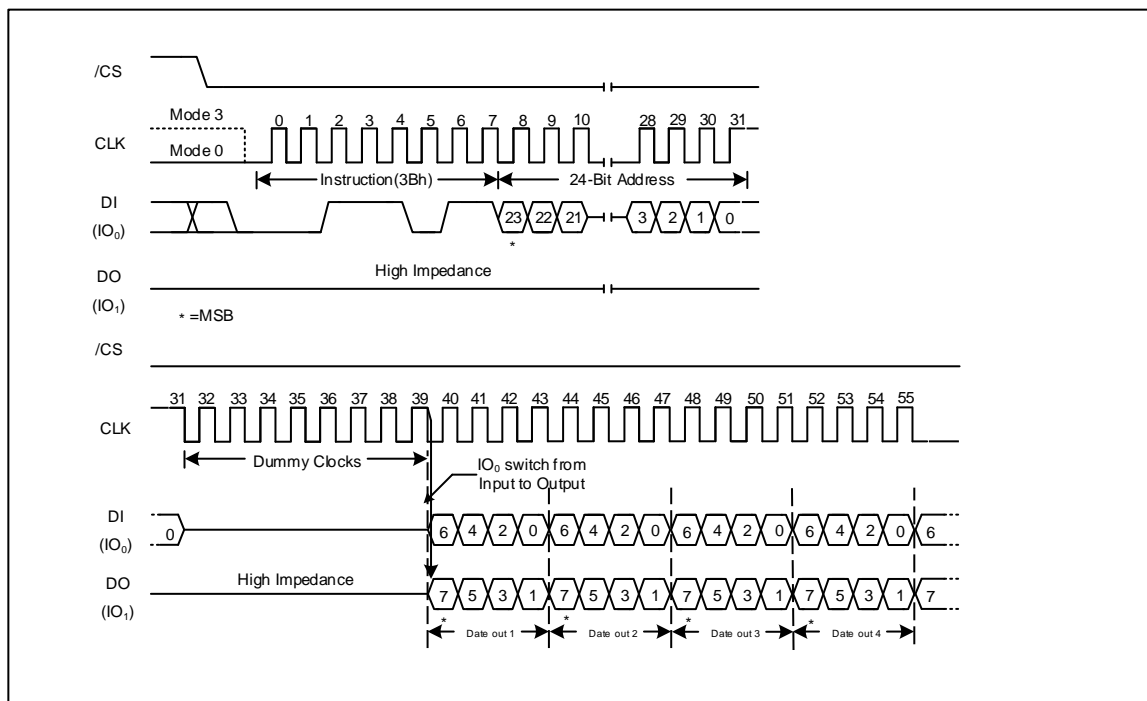 /CS
Mode 3
0 1 2 3 4 5 6 7 8 9 10 28 29 30 31
CLK
Mode 0
Instruction(3Bh) 24-Bit Address
DI
(IO0)
23 22 21 3 2 1 0
*
High Impedance
DO
(IO1)
* =MSB
/CS
31 32 33 34 35 36 37 38 39 40 41 42 43 44 45 46 47 48 49 50 51 52 53 54 55
CLK
Dummy Clocks
IO0 switch from
Input to Output
DI
(IO0)
0 6 4 2 0 6 4 2 0 6 4 2 0 6 4 2 0 6
DO
(IO1)
High Impedance
7 5 3 1 7 5 3 1 7 5 3 1 7 5 3 1 7
* * * *
Date out 1 Date out 2 Date out 3 Date out 4